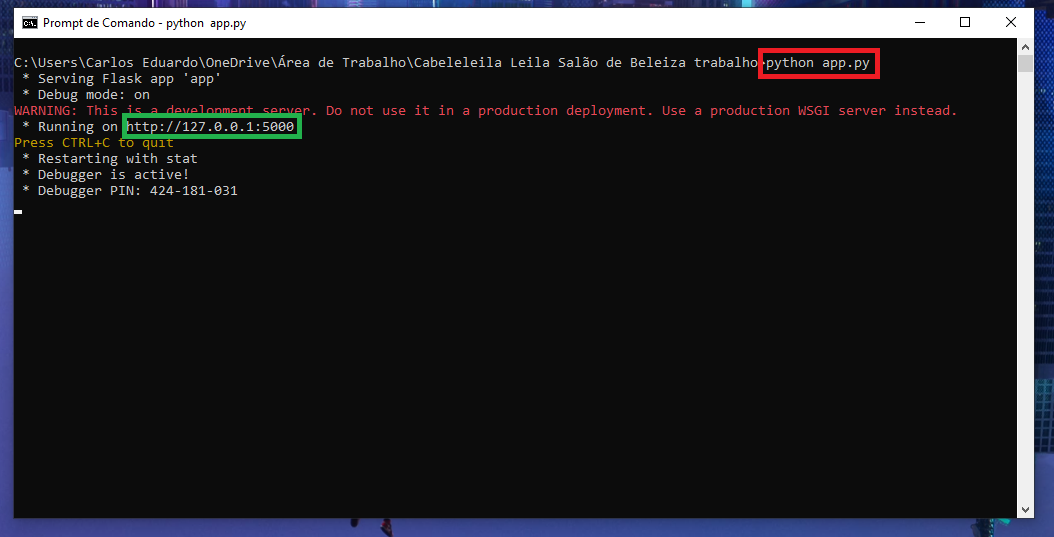 Prompt de Comando - python  app.py
C:\Users\Carlos Eduardo\OneDrive\Área de Trabalho\Cabeleleila Leila Salão de Beleiza trabalho>python app.py
 * Serving Flask app 'app'
 * Debug mode: on
WARNING: This is a development server. Do not use it in a production deployment. Use a production WSGI server instead.
 * Running on http://127.0.0.1:5000
Press CTRL+C to quit
 * Restarting with stat
 * Debugger is active!
 * Debugger PIN: 424-181-031